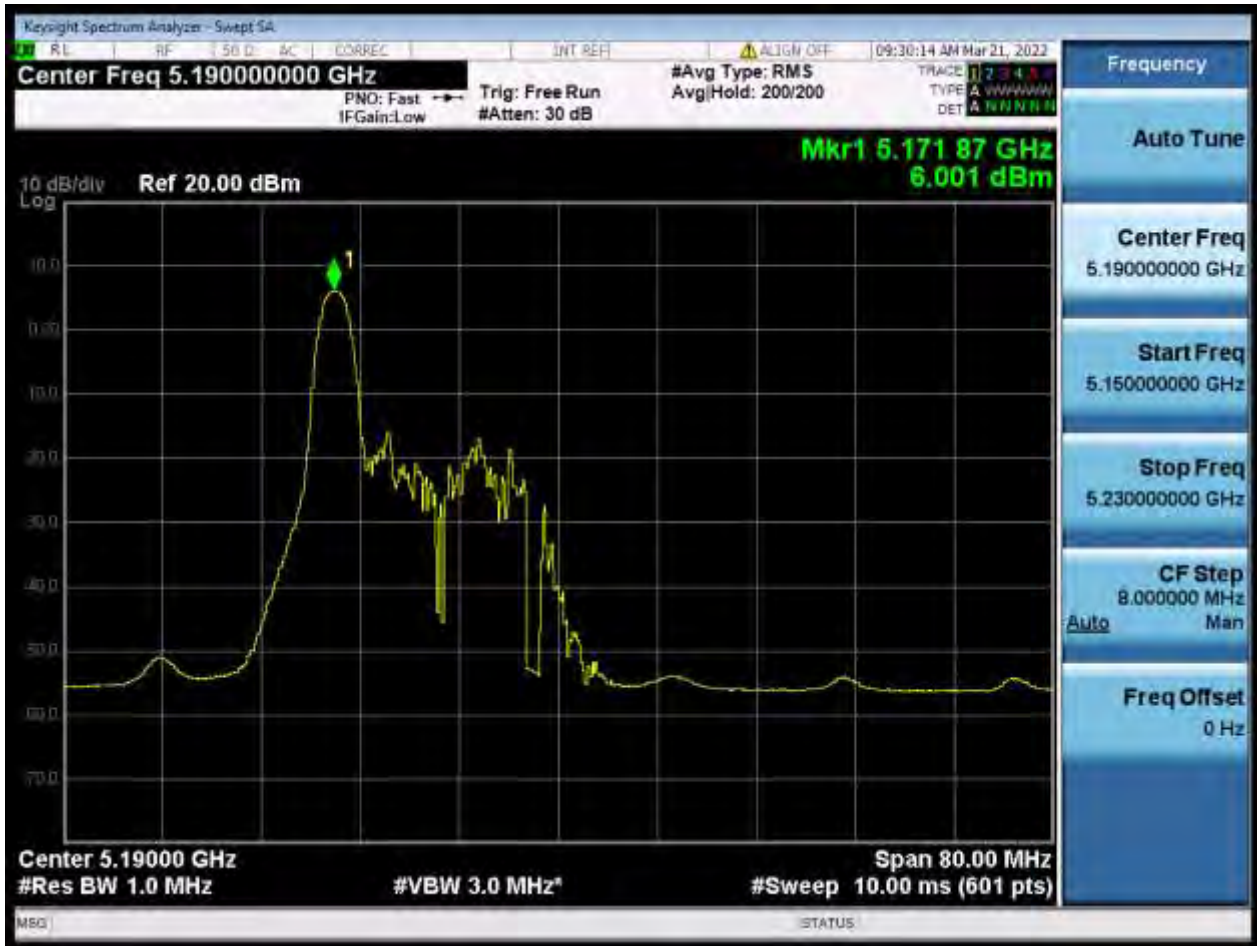 Keysight Spectrum Analyzer - Swept SA
RL RF 50 Ω AC CORREC INT REF ALIGN OFF 09:30:14 AM Mar 21, 2022
Center Freq 5.190000000 GHz
PNO: Fast
IFGain:Low
Trig: Free Run
#Atten: 30 dB
#Avg Type: RMS
Avg|Hold: 200/200
TRACE 1 2 3 4 5 6
TYPE A WWWWW
DET A N N N N N
Frequency
Mkr1 5.171 87 GHz
6.001 dBm
10 dB/div Ref 20.00 dBm
Log
10.0
0.00
-10.0
-20.0
-30.0
-40.0
-50.0
-60.0
-70.0
Center 5.19000 GHz
Span 80.00 MHz
#Res BW 1.0 MHz
#VBW 3.0 MHz*
#Sweep 10.00 ms (601 pts)
Auto Tune
Center Freq
5.190000000 GHz
Start Freq
5.150000000 GHz
Stop Freq
5.230000000 GHz
CF Step
8.000000 MHz
Auto Man
Freq Offset
0 Hz
1
MSG
STATUS